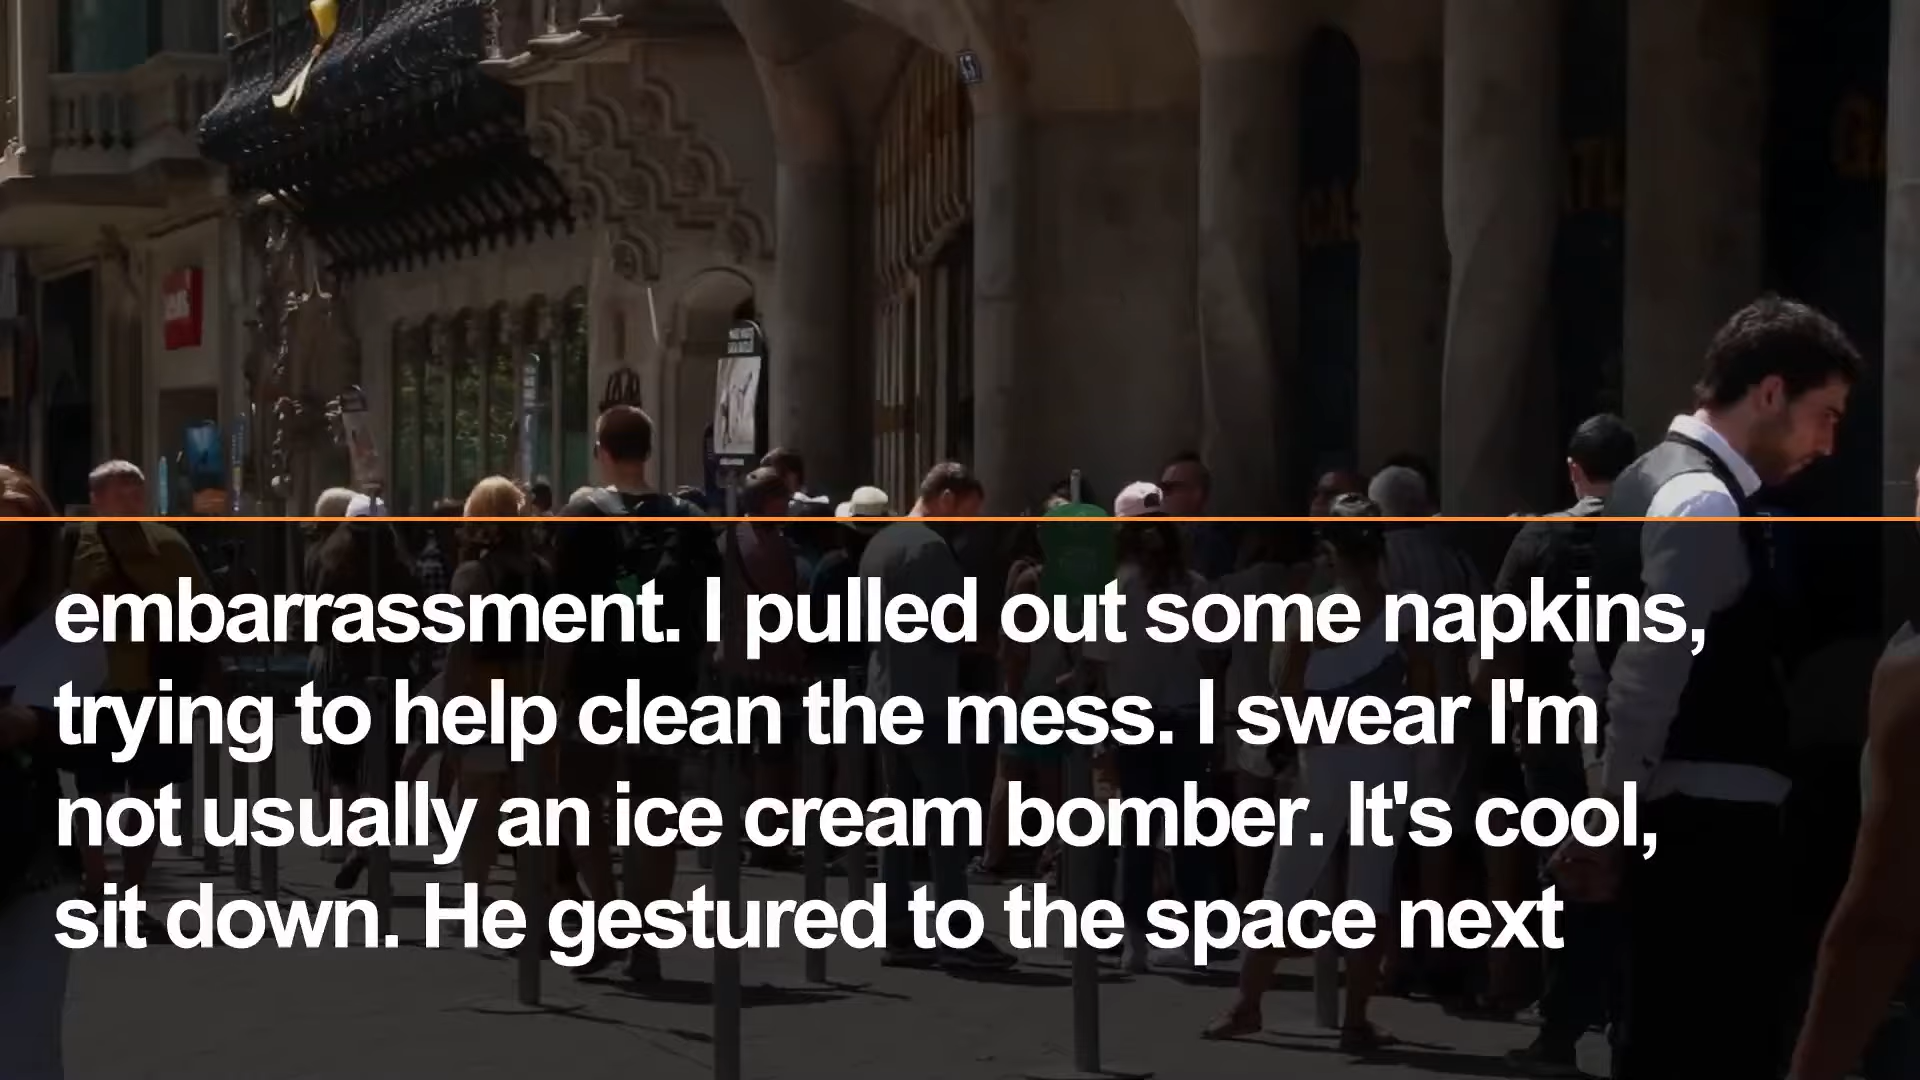 embarrassment. I pulled out some napkins,
trying to help clean the mess. I swear I'm
not usually an ice cream bomber. It's cool,
sit down. He gestured to the space next